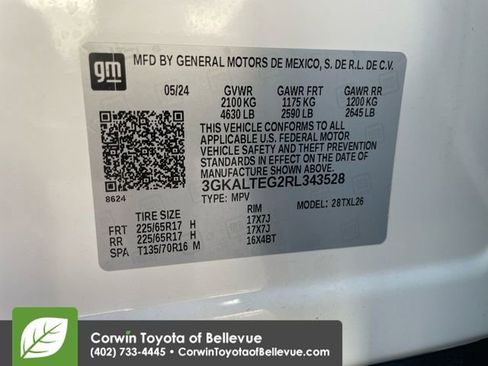 gm MFD BY GENERAL MOTORS DE MEXICO, S. DE R.L. DE C.V.
05/24 GVWR GAWR FRT GAWR RR
2100 KG 1175 KG 1200 KG
4630 LB 2590 LB 2645 LB
THIS VEHICLE CONFORMS TO ALL
APPLICABLE U.S. FEDERAL MOTOR
VEHICLE SAFETY AND THEFT PREVENTION
STANDARDS IN EFFECT ON THE DATE OF
MANUFACTURE SHOWN ABOVE.
3GKALTEG2RL343528
8624 TYPE: MPV MODEL: 28TXL26
TIRE SIZE RIM
FRT 225/65R17 H 17X7J
RR 225/65R17 H 17X7J
SPA T135/70R16 M 16X4BT
Corwin Toyota of Bellevue
(402) 733-4445 • CorwinToyotaofBellevue.com